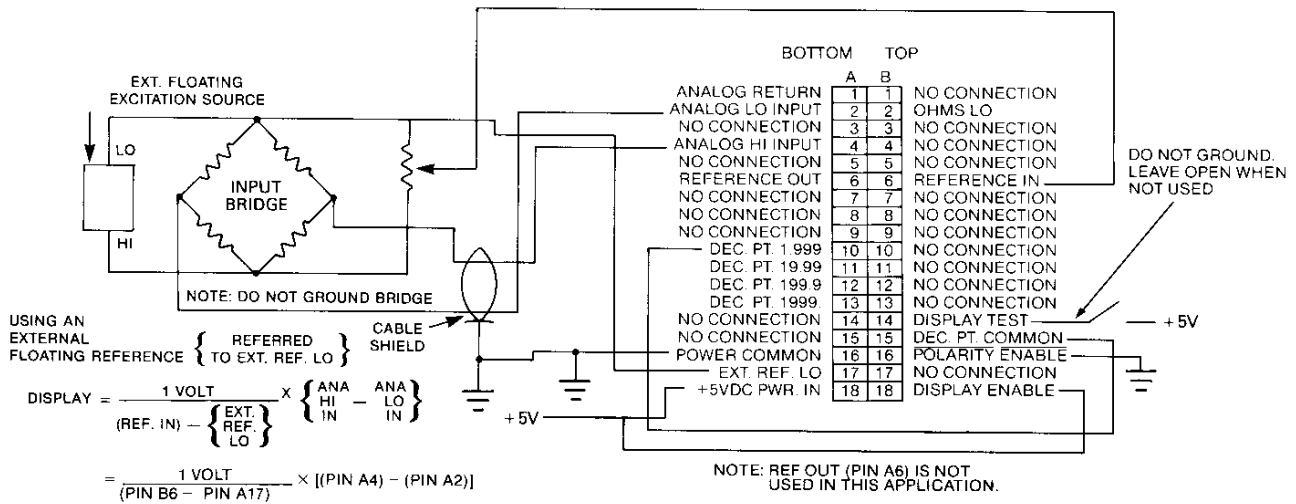 EXT. FLOATING
EXCITATION SOURCE
LO
HI
INPUT
BRIDGE
NOTE: DO NOT GROUND BRIDGE
CABLE
SHIELD
BOTTOM TOP
A B
ANALOG RETURN 1 1 NO CONNECTION
ANALOG LO INPUT 2 2 OHMS LO
NO CONNECTION 3 3 NO CONNECTION
ANALOG HI INPUT 4 4 NO CONNECTION
NO CONNECTION 5 5 NO CONNECTION
REFERENCE OUT 6 6 REFERENCE IN
NO CONNECTION 7 7 NO CONNECTION
NO CONNECTION 8 8 NO CONNECTION
NO CONNECTION 9 9 NO CONNECTION
DEC. PT. 1.999 10 10 NO CONNECTION
DEC. PT. 19.99 11 11 NO CONNECTION
DEC. PT. 199.9 12 12 NO CONNECTION
DEC. PT. 1999. 13 13 NO CONNECTION
NO CONNECTION 14 14 DISPLAY TEST
NO CONNECTION 15 15 DEC. PT. COMMON
POWER COMMON 16 16 POLARITY ENABLE
EXT. REF. LO 17 17 NO CONNECTION
+5VDC PWR. IN 18 18 DISPLAY ENABLE
DO NOT GROUND.
LEAVE OPEN WHEN
NOT USED
+5V
+5V
USING AN
EXTERNAL
FLOATING REFERENCE { REFERRED
TO EXT. REF. LO }
DISPLAY = 1 VOLT
(REF. IN) − { EXT.
REF.
LO }
× { ANA
HI
IN − ANA
LO
IN }
= 1 VOLT
(PIN B6 − PIN A17)
× [(PIN A4) − (PIN A2)]
NOTE: REF OUT (PIN A6) IS NOT
USED IN THIS APPLICATION.